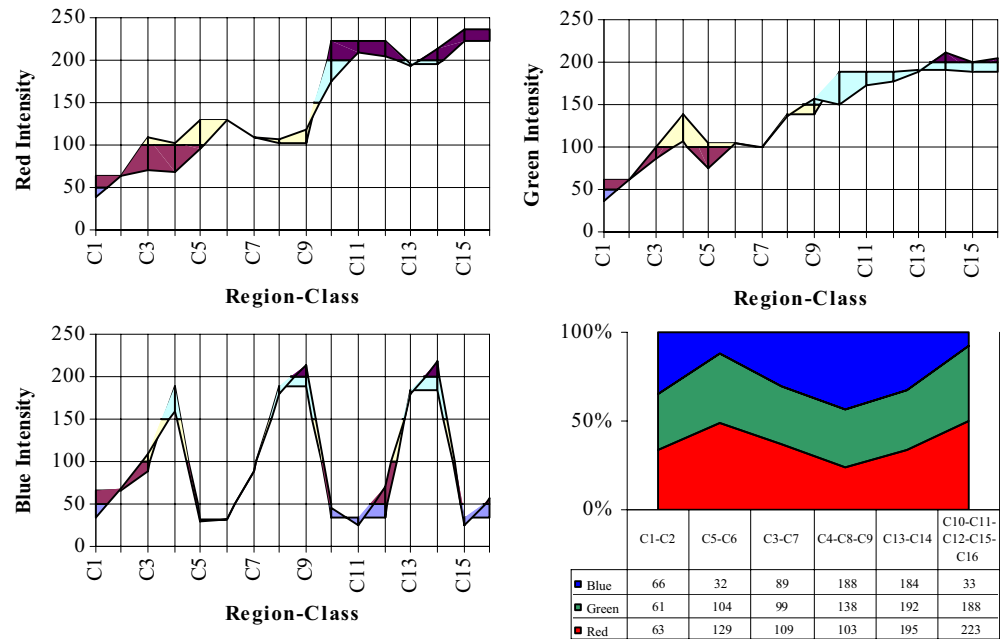 250
200
150
100
50
0
Red Intensity
C1
C3
C5
C7
C9
C11
C13
C15
Region-Class
250
200
150
100
50
0
Green Intensity
C1
C3
C5
C7
C9
C11
C13
C15
Region-Class
250
200
150
100
50
0
Blue Intensity
C1
C3
C5
C7
C9
C11
C13
C15
Region-Class
100%
50%
0%
C1-C2 C5-C6 C3-C7 C4-C8-C9 C13-C14 C10-C11-
C12-C15-
C16
Blue 66 32 89 188 184 33
Green 61 104 99 138 192 188
Red 63 129 109 103 195 223